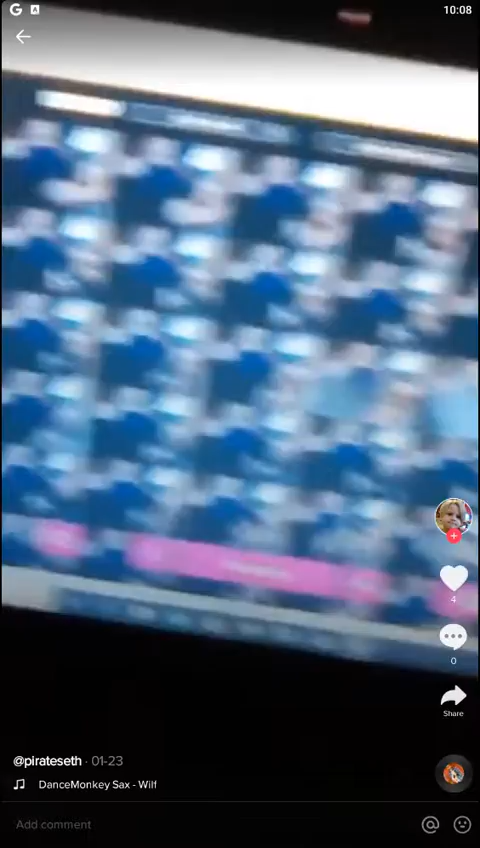 10:08
4
0
Share
@pirateseth · 01-23
DanceMonkey Sax - Wilf
Add comment